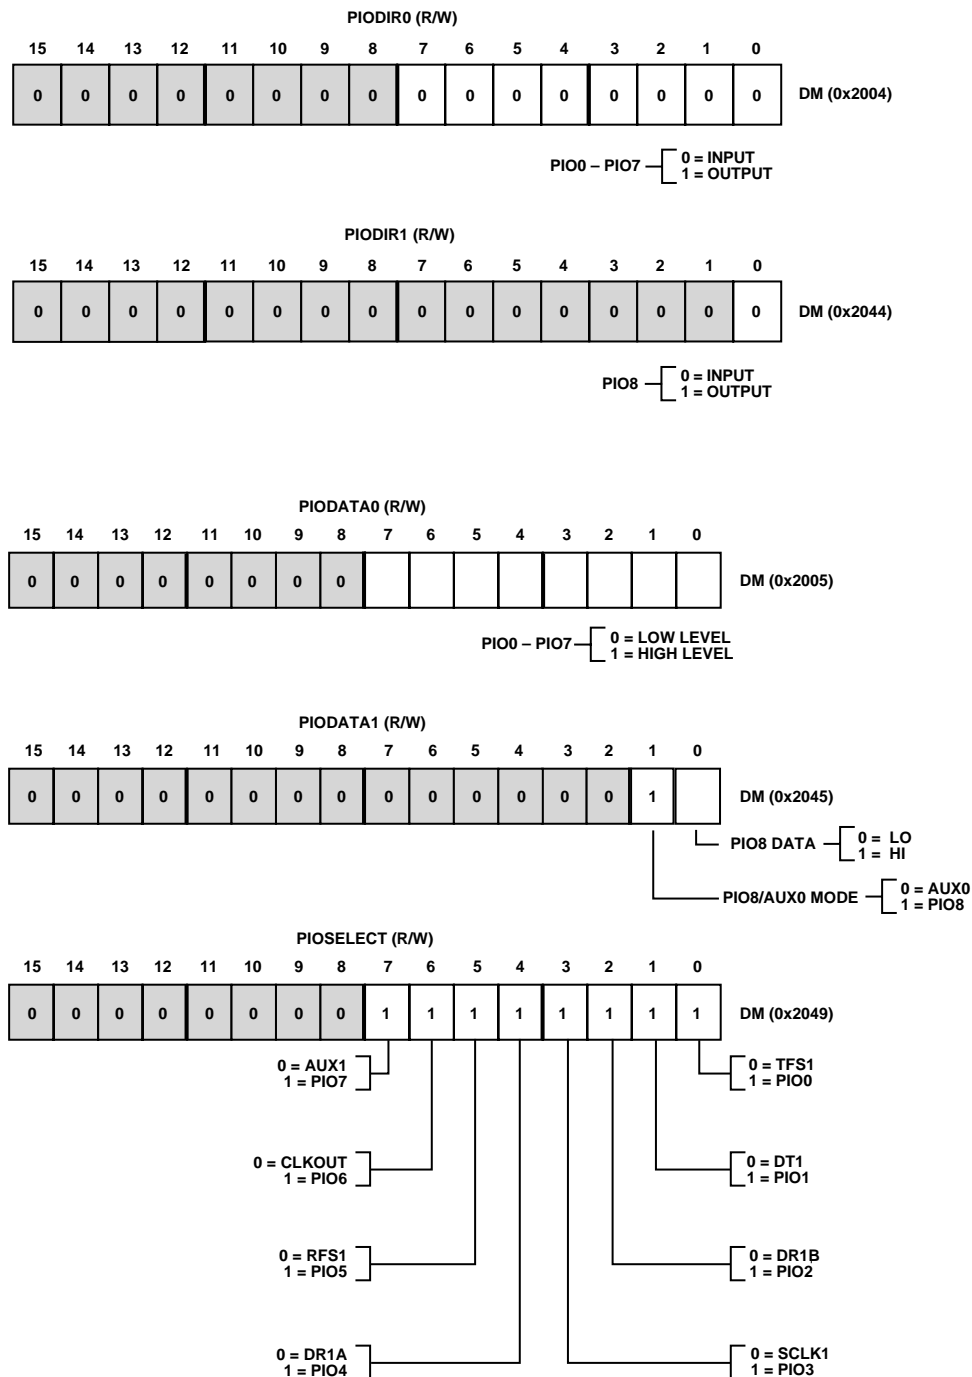 PIODIR0 (R/W)
15 14 13 12 11 10 9 8 7 6 5 4 3 2 1 0
0 0 0 0 0 0 0 0 0 0 0 0 0 0 0 0 DM (0x2004)
PIO0 – PIO7 0 = INPUT
1 = OUTPUT
PIODIR1 (R/W)
15 14 13 12 11 10 9 8 7 6 5 4 3 2 1 0
0 0 0 0 0 0 0 0 0 0 0 0 0 0 0 0 DM (0x2044)
PIO8 0 = INPUT
1 = OUTPUT
PIODATA0 (R/W)
15 14 13 12 11 10 9 8 7 6 5 4 3 2 1 0
0 0 0 0 0 0 0 0 DM (0x2005)
PIO0 – PIO7 0 = LOW LEVEL
1 = HIGH LEVEL
PIODATA1 (R/W)
15 14 13 12 11 10 9 8 7 6 5 4 3 2 1 0
0 0 0 0 0 0 0 0 0 0 0 0 0 0 1 DM (0x2045)
PIO8 DATA 0 = LO
1 = HI
PIO8/AUX0 MODE 0 = AUX0
1 = PIO8
PIOSELECT (R/W)
15 14 13 12 11 10 9 8 7 6 5 4 3 2 1 0
0 0 0 0 0 0 0 0 1 1 1 1 1 1 1 1 DM (0x2049)
0 = AUX1
1 = PIO7
0 = TFS1
1 = PIO0
0 = CLKOUT
1 = PIO6
0 = DT1
1 = PIO1
0 = RFS1
1 = PIO5
0 = DR1B
1 = PIO2
0 = DR1A
1 = PIO4
0 = SCLK1
1 = PIO3